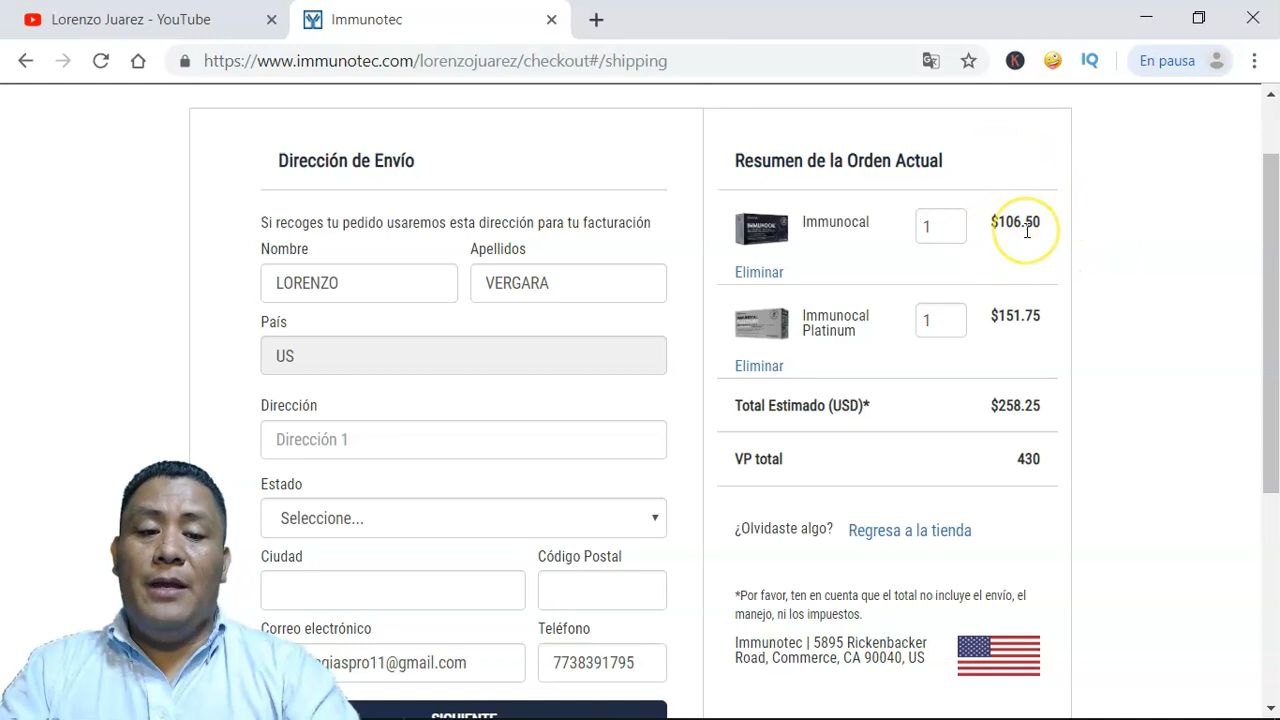 Lorenzo Juarez - YouTube
Immunotec
https://www.immunotec.com/lorenzojuarez/checkout#/shipping
K
IQ
En pausa
Dirección de Envío
Si recoges tu pedido usaremos esta dirección para tu facturación
Nombre
Apellidos
LORENZO
VERGARA
País
US
Dirección
Dirección 1
Estado
Seleccione...
Ciudad
Código Postal
Correo electrónico
Teléfono
giaspro11@gmail.com
7738391795
SIGUIENTE
Resumen de la Orden Actual
IMMUNOCAL
Immunocal
1
$106.50
Eliminar
Immunocal
Platinum
1
$151.75
Eliminar
Total Estimado (USD)*
$258.25
VP total
430
¿Olvidaste algo?
Regresa a la tienda
*Por favor, ten en cuenta que el total no incluye el envío, el
manejo, ni los impuestos.
Immunotec | 5895 Rickenbacker
Road, Commerce, CA 90040, US